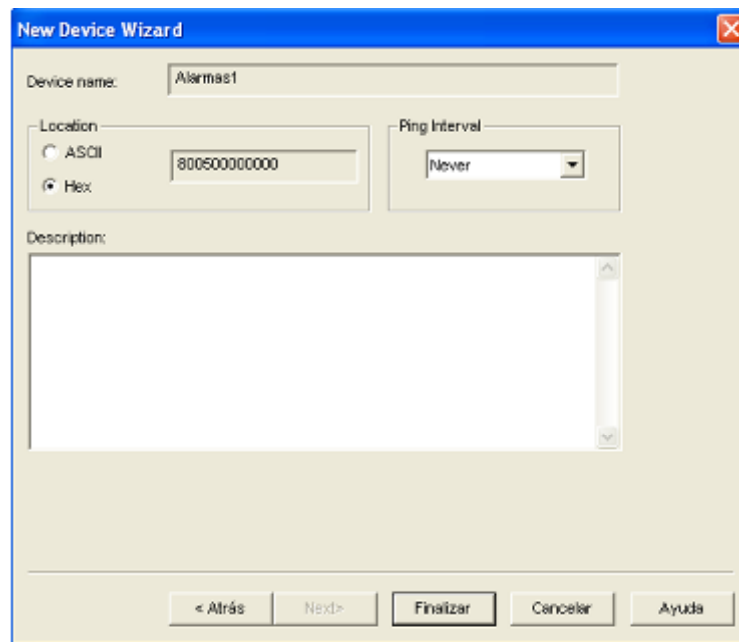 New Device Wizard
Device name: Alarmas1
Location
ASCII
800500000000
Hex
Ping Interval
Never
Description:
< Atrás Next> Finalizar Cancelar Ayuda